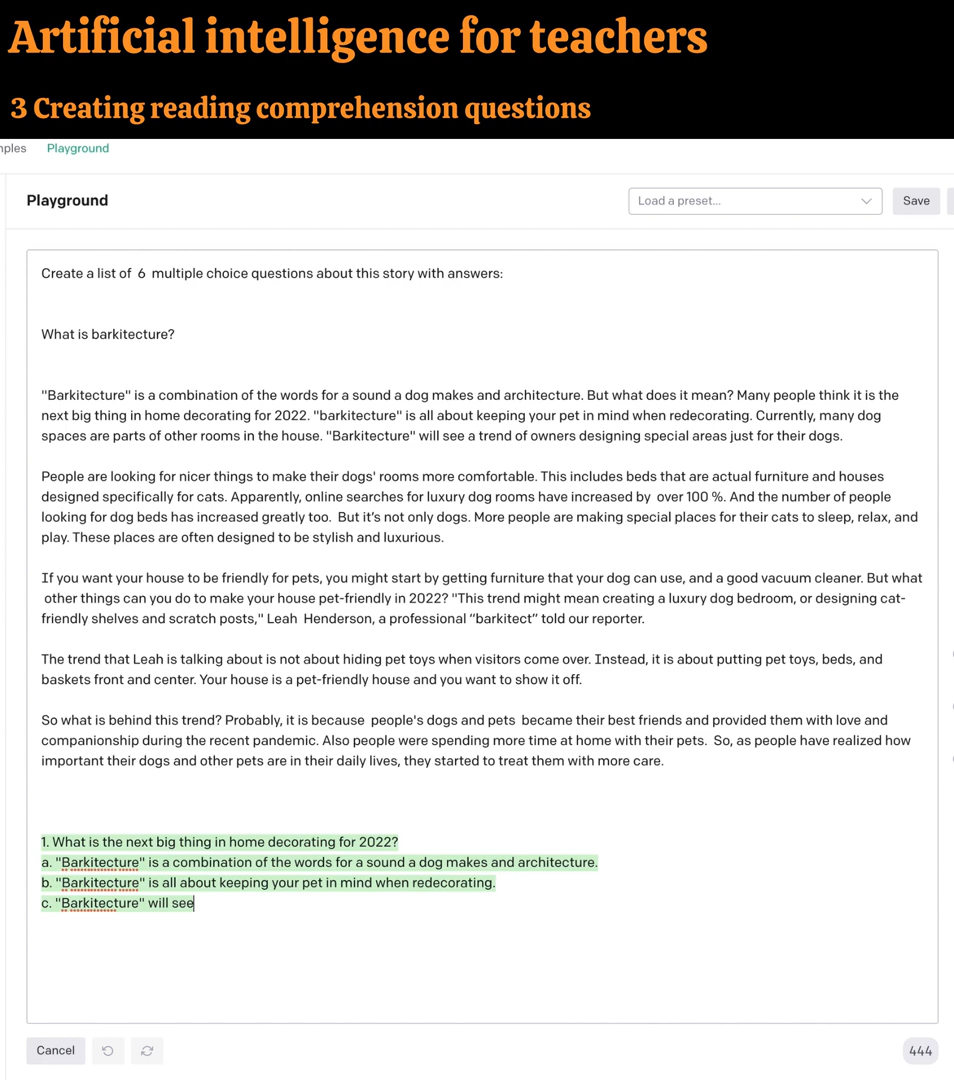 Artificial intelligence for teachers
3 Creating reading comprehension questions
Playground
Playground
Load a preset...
Save
Create a list of  6  multiple choice questions about this story with answers:
What is barkitecture?
"Barkitecture" is a combination of the words for a sound a dog makes and architecture. But what does it mean? Many people think it is the
next big thing in home decorating for 2022. "barkitecture" is all about keeping your pet in mind when redecorating. Currently, many dog
spaces are parts of other rooms in the house. "Barkitecture" will see a trend of owners designing special areas just for their dogs.
People are looking for nicer things to make their dogs' rooms more comfortable. This includes beds that are actual furniture and houses
designed specifically for cats. Apparently, online searches for luxury dog rooms have increased by  over 100 %. And the number of people
looking for dog beds has increased greatly too.  But it's not only dogs. More people are making special places for their cats to sleep, relax, and
play. These places are often designed to be stylish and luxurious.
If you want your house to be friendly for pets, you might start by getting furniture that your dog can use, and a good vacuum cleaner. But what
other things can you do to make your house pet-friendly in 2022? "This trend might mean creating a luxury dog bedroom, or designing cat-
friendly shelves and scratch posts," Leah  Henderson, a professional “barkitect” told our reporter.
The trend that Leah is talking about is not about hiding pet toys when visitors come over. Instead, it is about putting pet toys, beds, and
baskets front and center. Your house is a pet-friendly house and you want to show it off.
So what is behind this trend? Probably, it is because  people's dogs and pets  became their best friends and provided them with love and
companionship during the recent pandemic. Also people were spending more time at home with their pets.  So, as people have realized how
important their dogs and other pets are in their daily lives, they started to treat them with more care.
1. What is the next big thing in home decorating for 2022?
a. "Barkitecture" is a combination of the words for a sound a dog makes and architecture.
b. "Barkitecture" is all about keeping your pet in mind when redecorating.
c. "Barkitecture" will see
Cancel
444